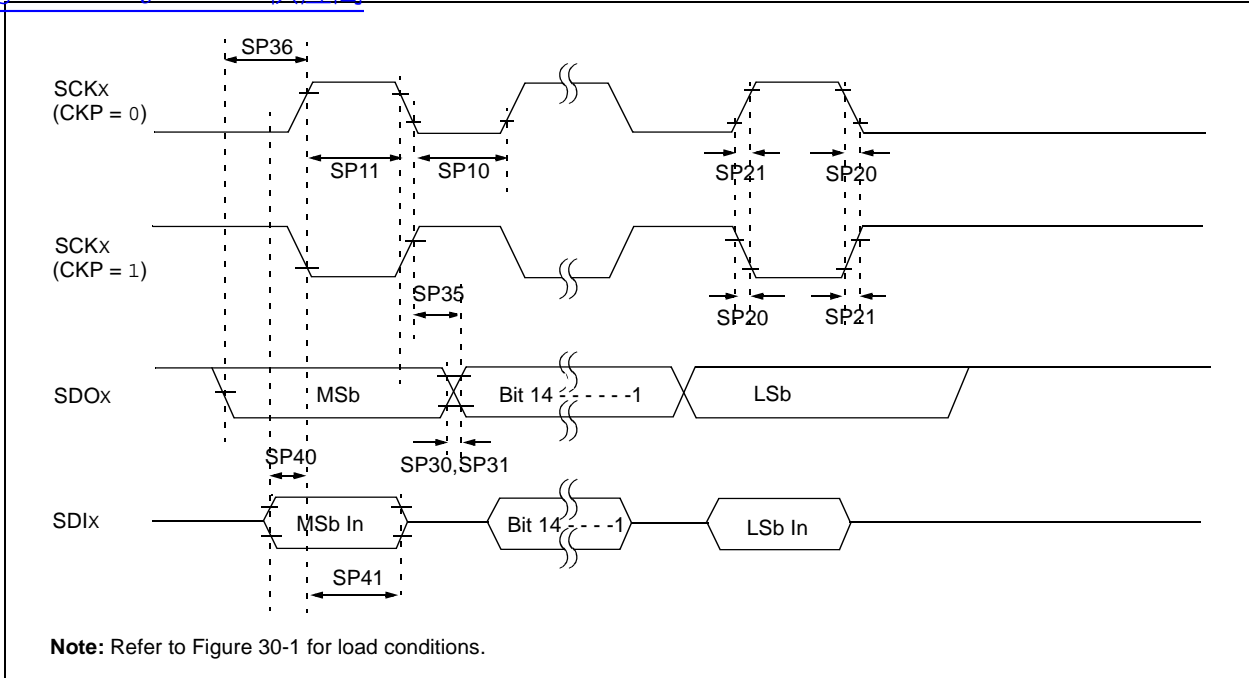 SP36
SCKx
(CKP = 0)
SP11
SP10
SP21
SP20
SCKx
(CKP = 1)
SP35
SP20
SP21
SDOx
MSb
Bit 14 - - - - - -1
LSb
SP40
SP30,SP31
SDIx
MSb In
Bit 14 - - - -1
LSb In
SP41
Note: Refer to Figure 30-1 for load conditions.